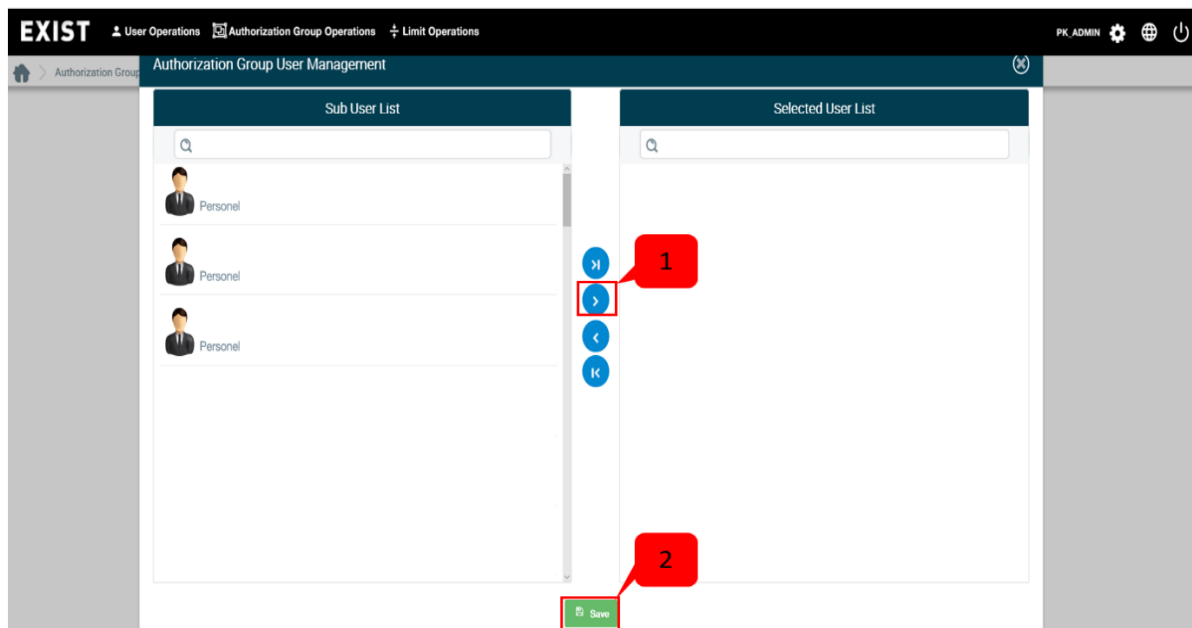 EXIST User Operations Authorization Group Operations Limit Operations PK_ADMIN
Authorization Group
Authorization Group User Management
Sub User List
Selected User List
Personel
Personel
Personel
1
2
Save